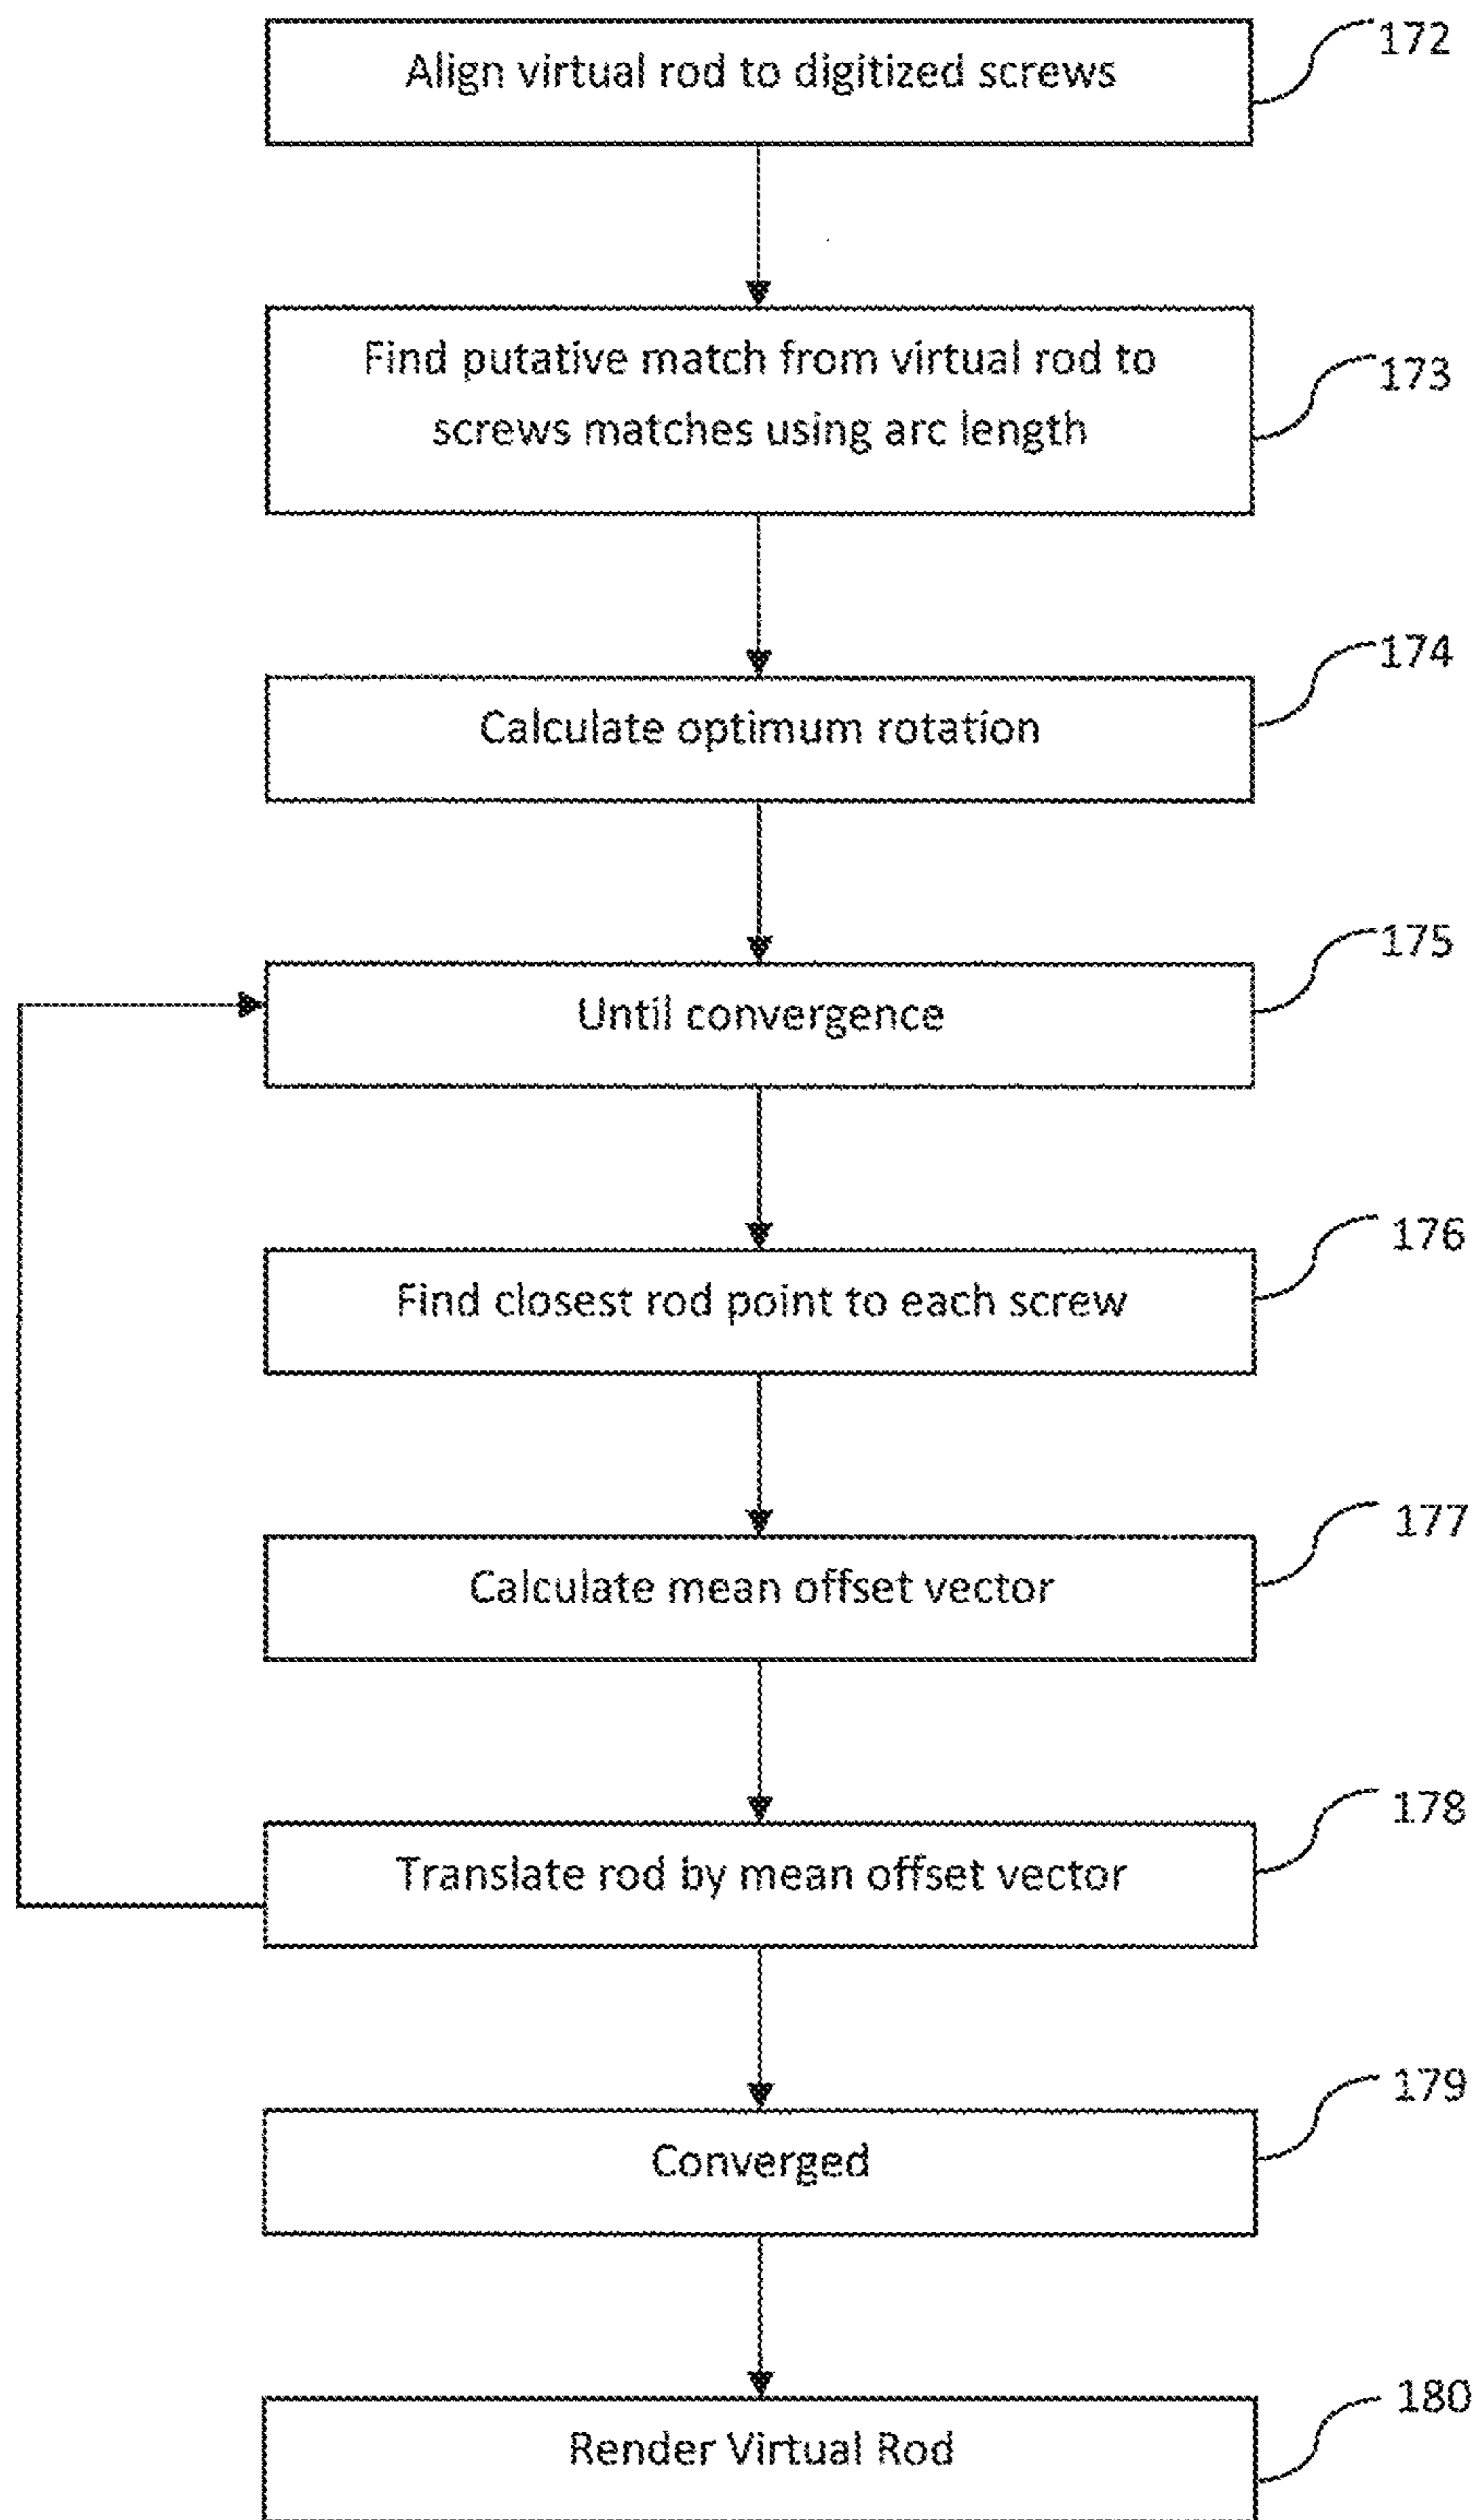 Align virtual rod to digitized screws
172
Find putative match from virtual rod to
screws matches using arc length
173
Calculate optimum rotation
174
Until convergence
175
Find closest rod point to each screw
176
Calculate mean offset vector
177
Translate rod by mean offset vector
178
Converged
179
Render Virtual Rod
180